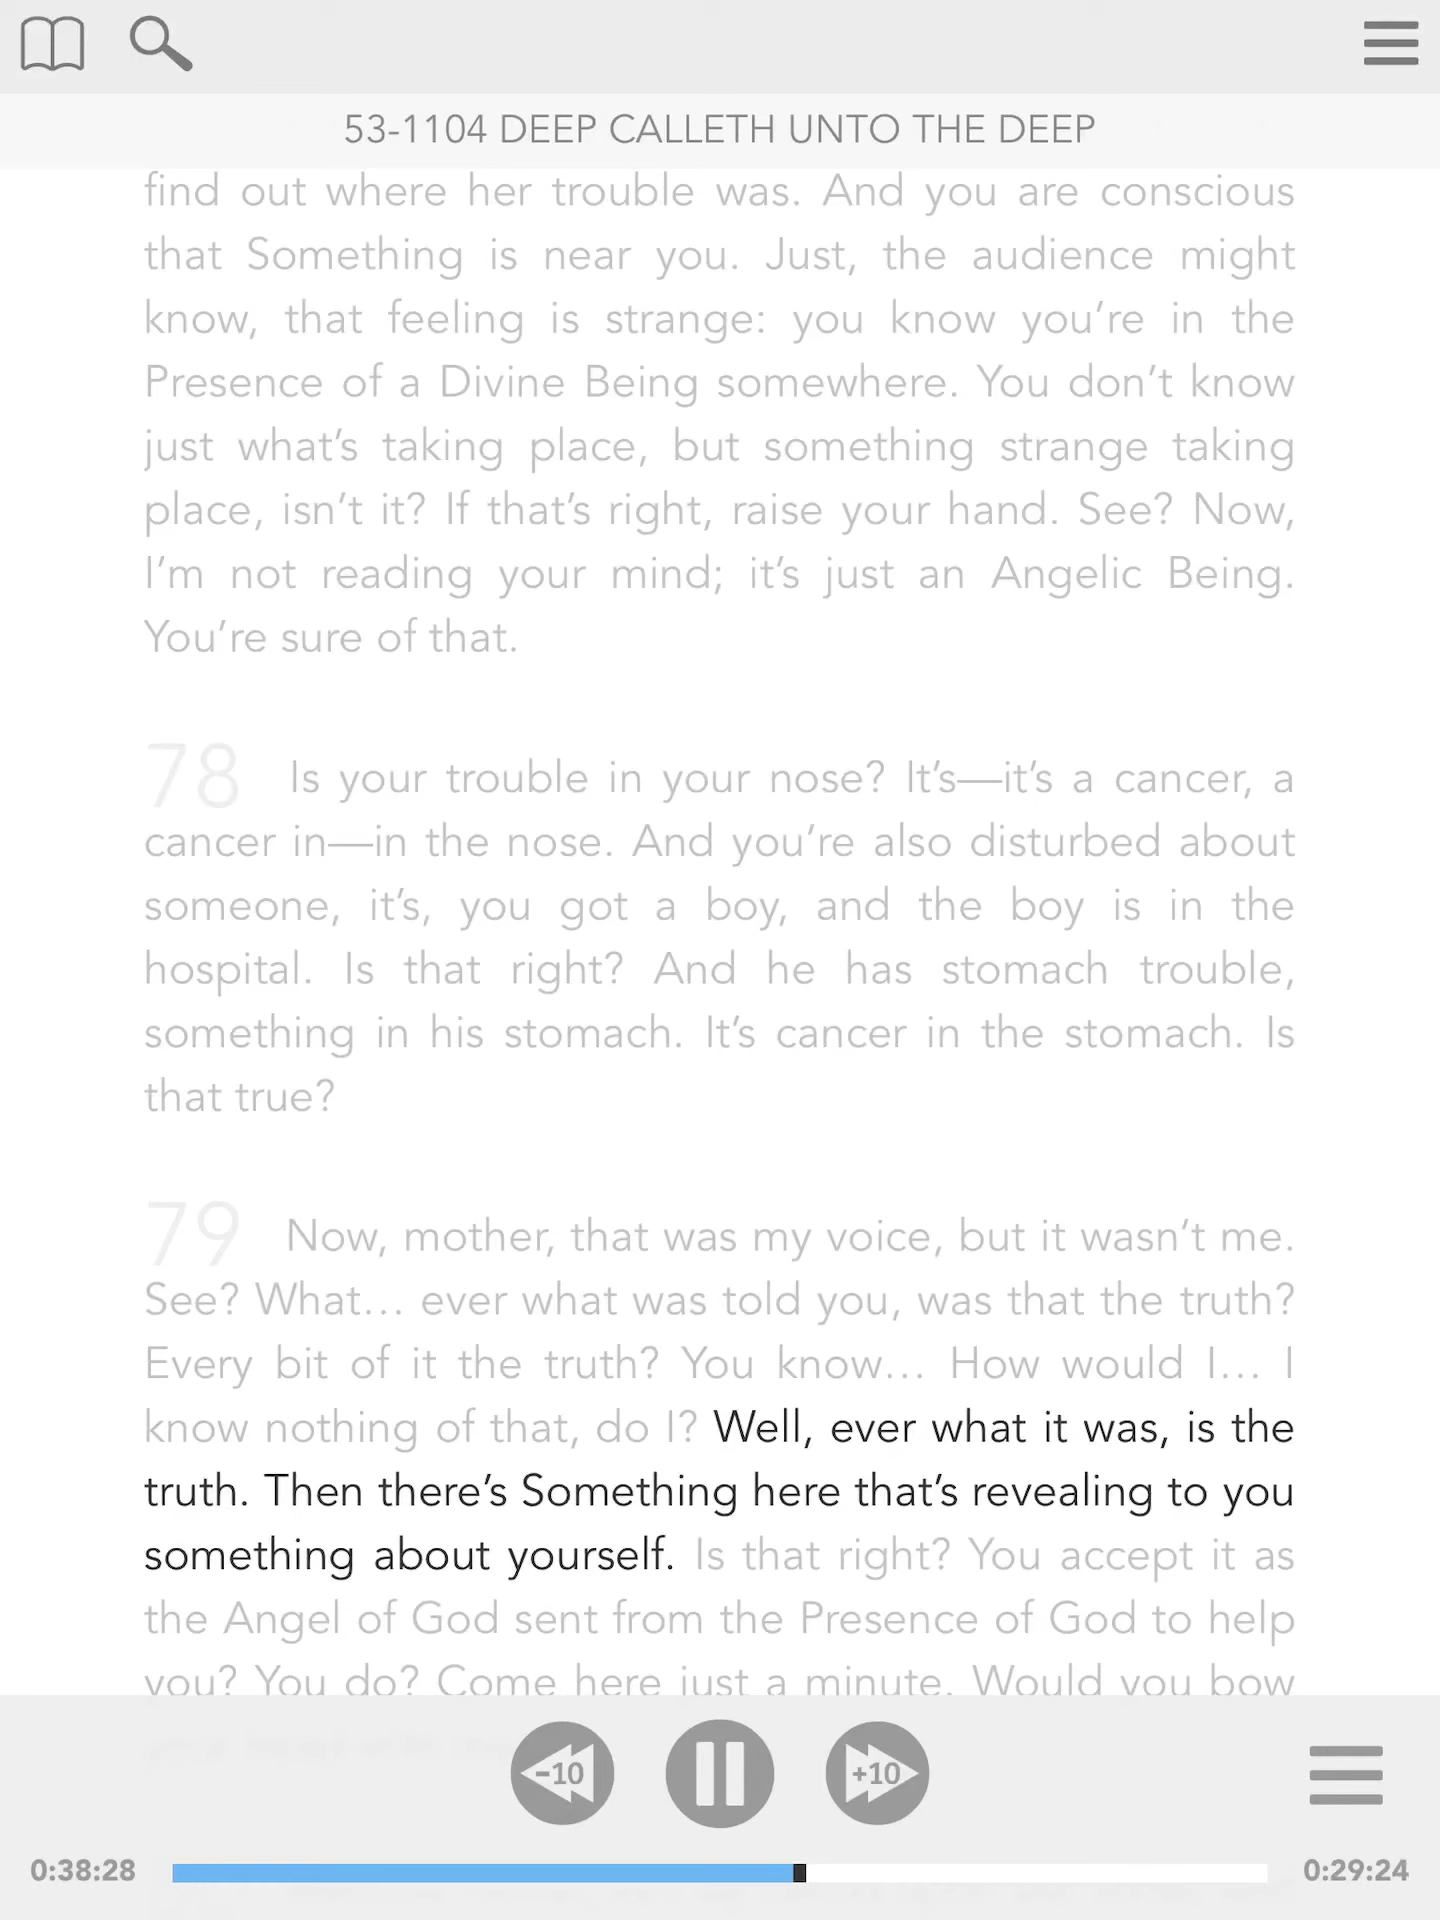 53-1104 DEEP CALLETH UNTO THE DEEP
find out where her trouble was. And you are conscious
that Something is near you. Just, the audience might
know, that feeling is strange: you know you’re in the
Presence of a Divine Being somewhere. You don’t know
just what’s taking place, but something strange taking
place, isn’t it? If that’s right, raise your hand. See? Now,
I’m not reading your mind; it’s just an Angelic Being.
You’re sure of that.
78 Is your trouble in your nose? It’s—it’s a cancer, a
cancer in—in the nose. And you’re also disturbed about
someone, it’s, you got a boy, and the boy is in the
hospital. Is that right? And he has stomach trouble,
something in his stomach. It’s cancer in the stomach. Is
that true?
79 Now, mother, that was my voice, but it wasn’t me.
See? What… ever what was told you, was that the truth?
Every bit of it the truth? You know… How would I… I
know nothing of that, do I? Well, ever what it was, is the
truth. Then there’s Something here that’s revealing to you
something about yourself. Is that right? You accept it as
the Angel of God sent from the Presence of God to help
you? You do? Come here just a minute. Would you bow
-10 +10
0:38:28 0:29:24